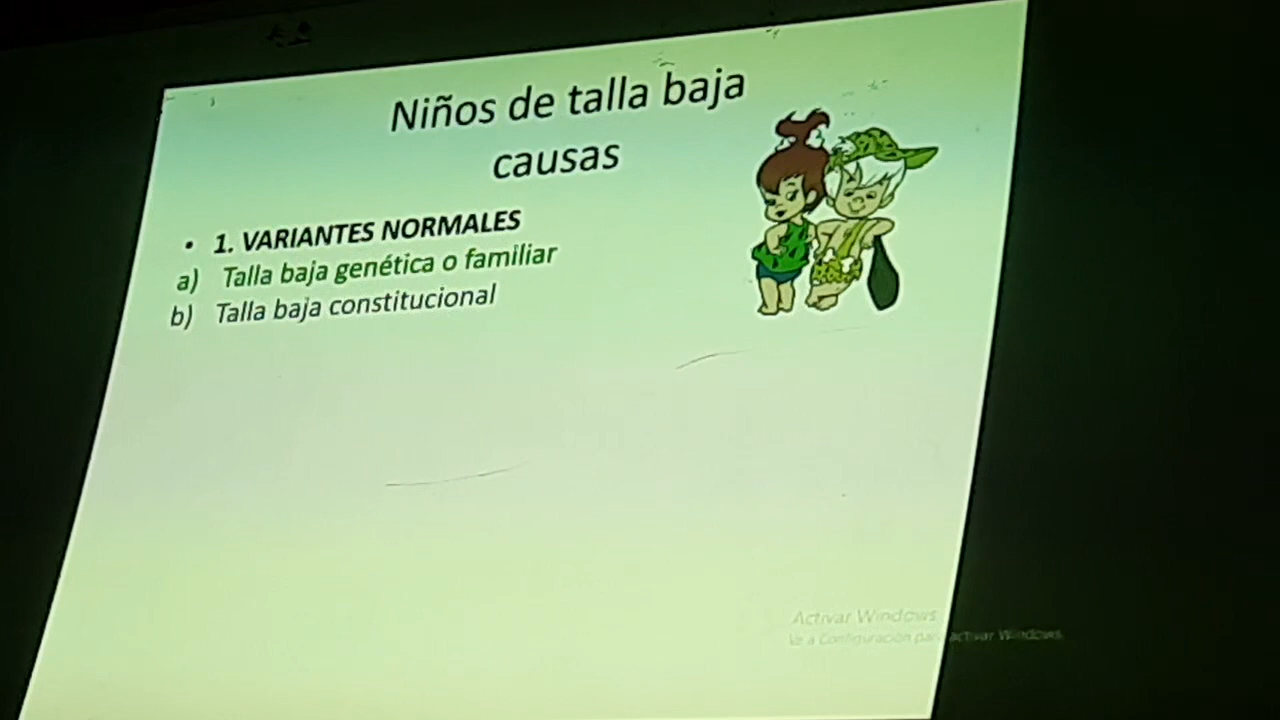 Niños de talla baja
causas
• 1. VARIANTES NORMALES
a) Talla baja genética o familiar
b) Talla baja constitucional
Activar Windows
Ve a Configuración para activar Windows.